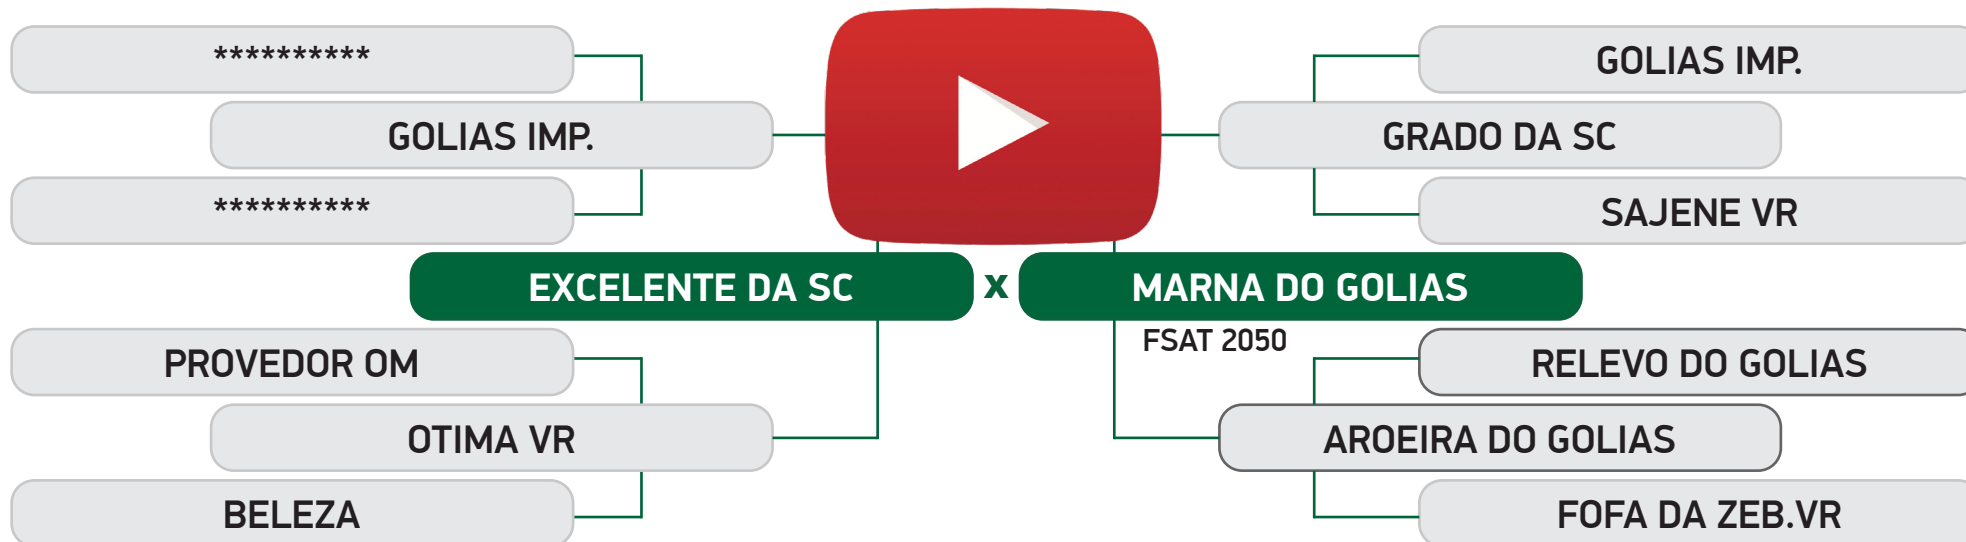 **********
GOLIAS IMP.
**********
EXCELENTE DA SC
PROVEDOR OM
OTIMA VR
BELEZA
x
GOLIAS IMP.
GRADO DA SC
SAJENE VR
MARNA DO GOLIAS
FSAT 2050
RELEVO DO GOLIAS
AROEIRA DO GOLIAS
FOFA DA ZEB.VR